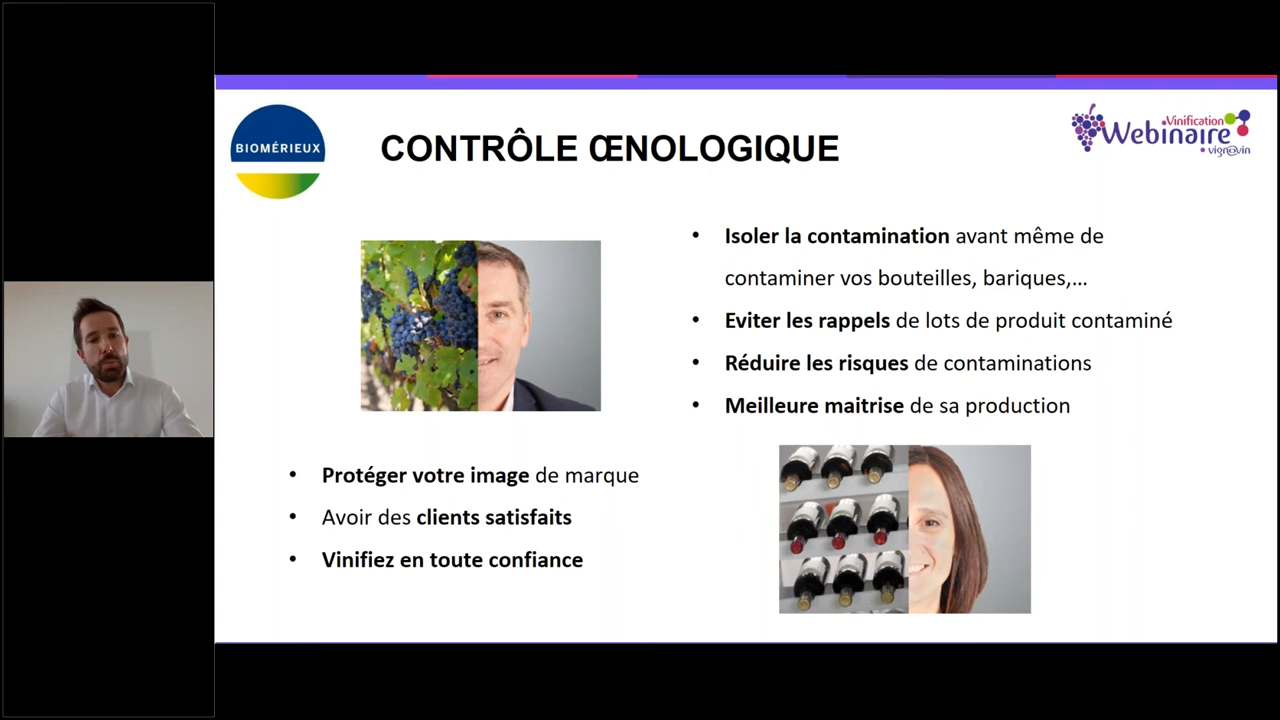 BIOMÉRIEUX
CONTRÔLE ŒNOLOGIQUE
Vinification
Webinaire
vign@vin
• Isoler la contamination avant même de
contaminer vos bouteilles, bariques,...
• Eviter les rappels de lots de produit contaminé
• Réduire les risques de contaminations
• Meilleure maitrise de sa production
• Protéger votre image de marque
• Avoir des clients satisfaits
• Vinifiez en toute confiance